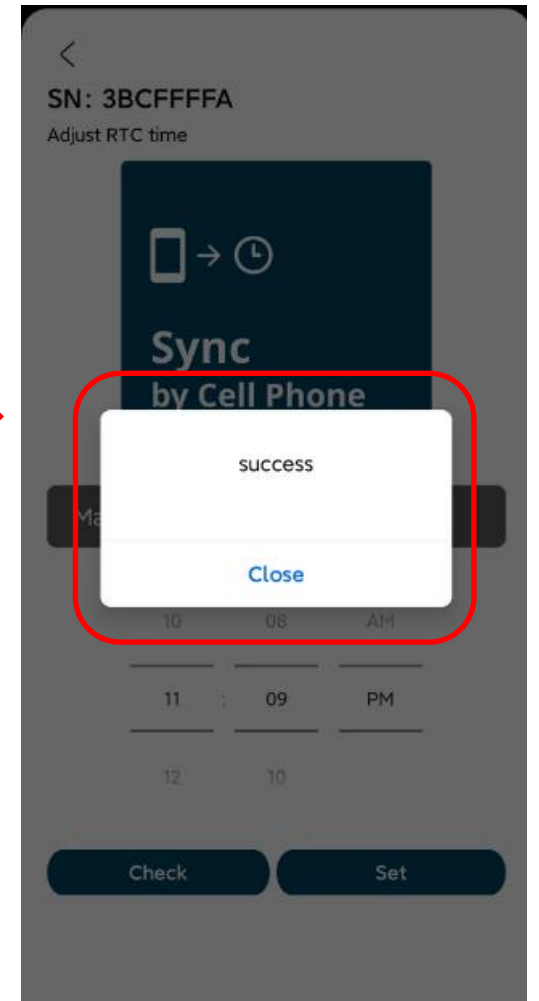 SN: 3BCFFFFA
Adjust RTC time
Sync
by Cell Phone
success
Ma
Close
10 08 AM
11 : 09 PM
12 10
Check Set